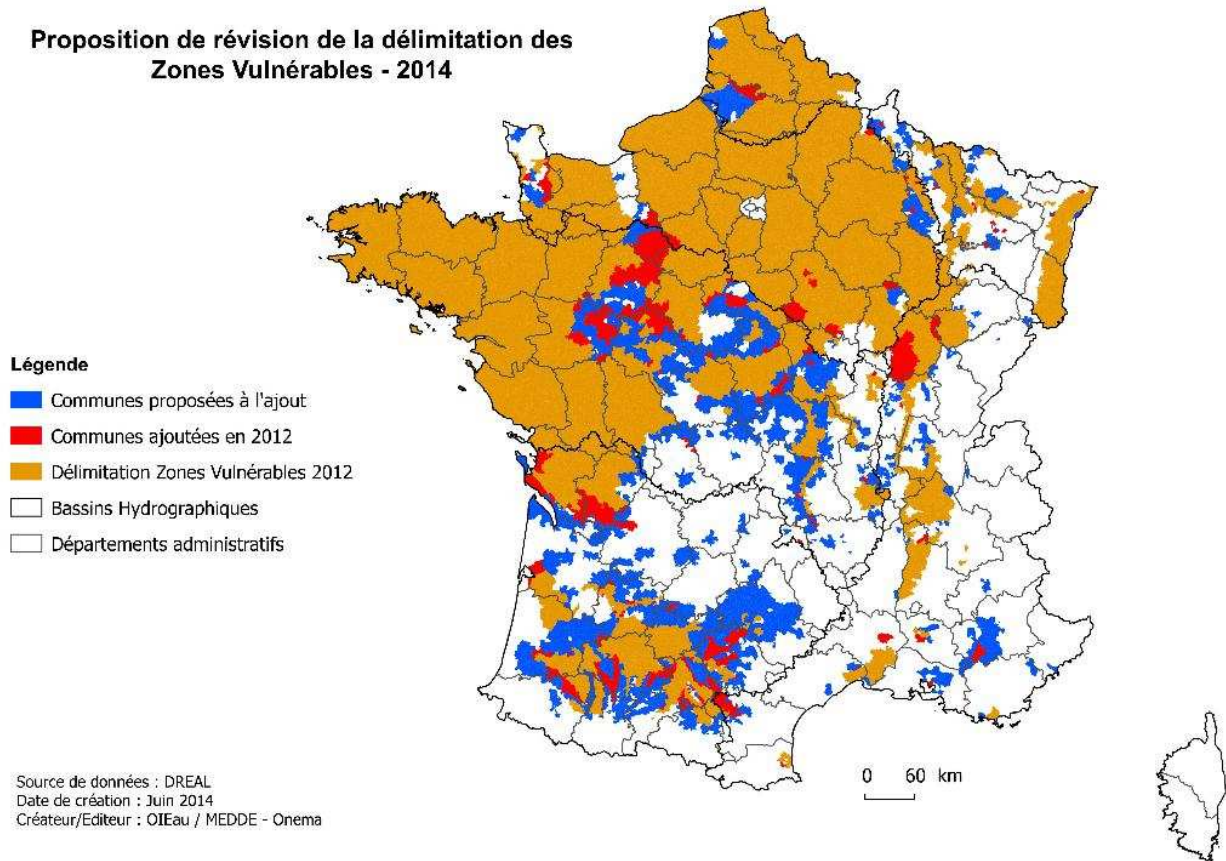 Proposition de révision de la délimitation des
Zones Vulnérables - 2014
Légende
Communes proposées à l'ajout
Communes ajoutées en 2012
Délimitation Zones Vulnérables 2012
Bassins Hydrographiques
Départements administratifs
0 60 km
Source de données : DREAL
Date de création : Juin 2014
Créateur/Editeur : OIEau / MEDDE - Onema